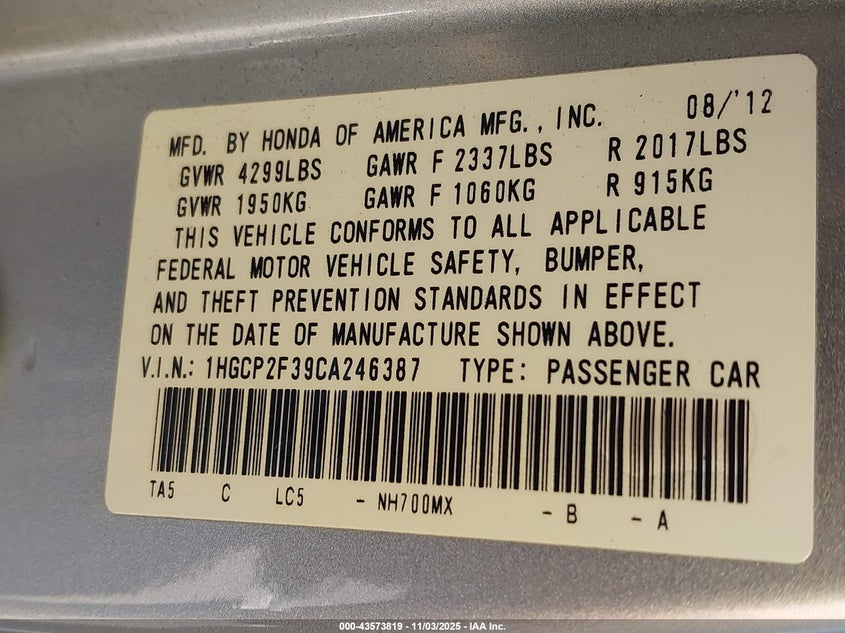 MFD. BY HONDA OF AMERICA MFG., INC. 08/'12
GVWR 4299LBS GAWR F 2337LBS R 2017LBS
GVWR 1950KG GAWR F 1060KG R 915KG
THIS VEHICLE CONFORMS TO ALL APPLICABLE
FEDERAL MOTOR VEHICLE SAFETY, BUMPER,
AND THEFT PREVENTION STANDARDS IN EFFECT
ON THE DATE OF MANUFACTURE SHOWN ABOVE.
V.I.N.: 1HGCP2F39CA246387 TYPE: PASSENGER CAR
TA5 C LC5 - NH700MX - B - A
000-43573819 - 11/03/2025 - IAA Inc.